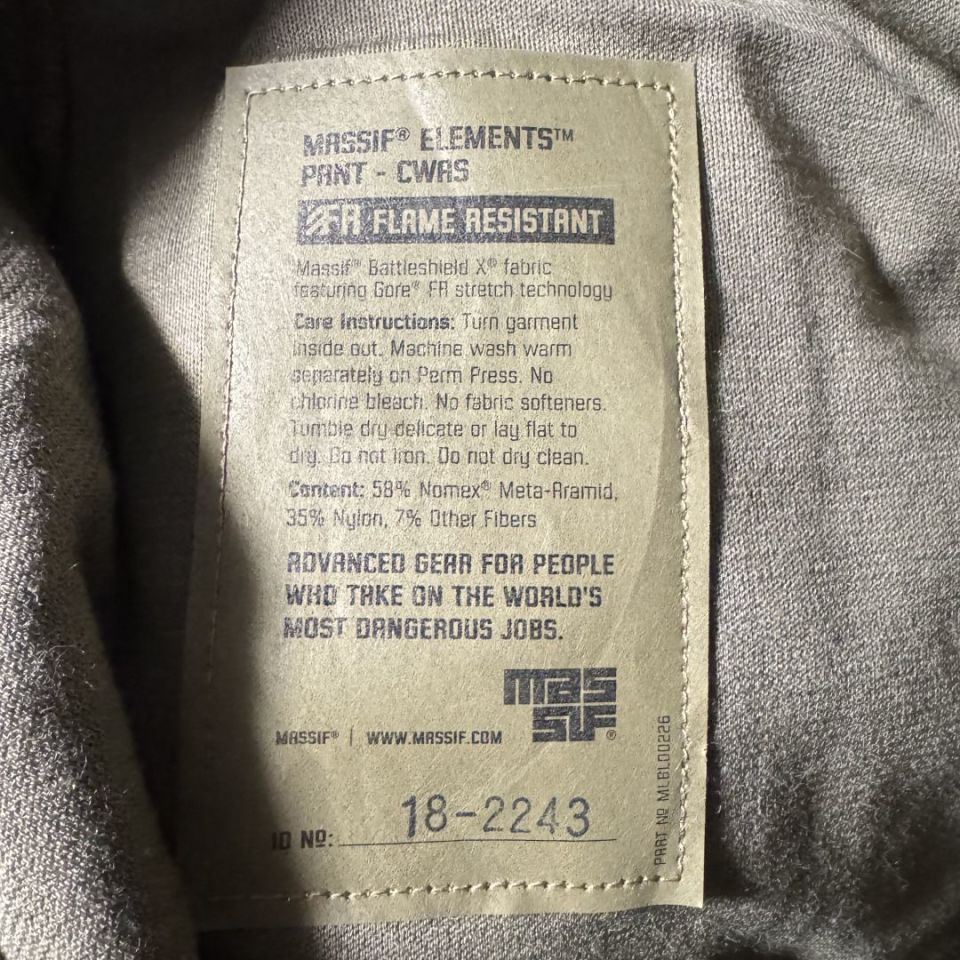 MASSIF® ELEMENTS™
PANT - CWAS
FR FLAME RESISTANT
Massif® Battleshield X® fabric
featuring Gore® FR stretch technology
Care Instructions: Turn garment
inside out. Machine wash warm
separately on Perm Press. No
chlorine bleach. No fabric softeners.
Tumble dry delicate or lay flat to
dry. Do not iron. Do not dry clean.
Content: 58% Nomex® Meta-Aramid,
35% Nylon, 7% Other Fibers
ADVANCED GEAR FOR PEOPLE
WHO TAKE ON THE WORLD'S
MOST DANGEROUS JOBS.
MASSIF®
MASSIF® | WWW.MASSIF.COM
ID Nº: 18-2243
PART Nº MLBL00226